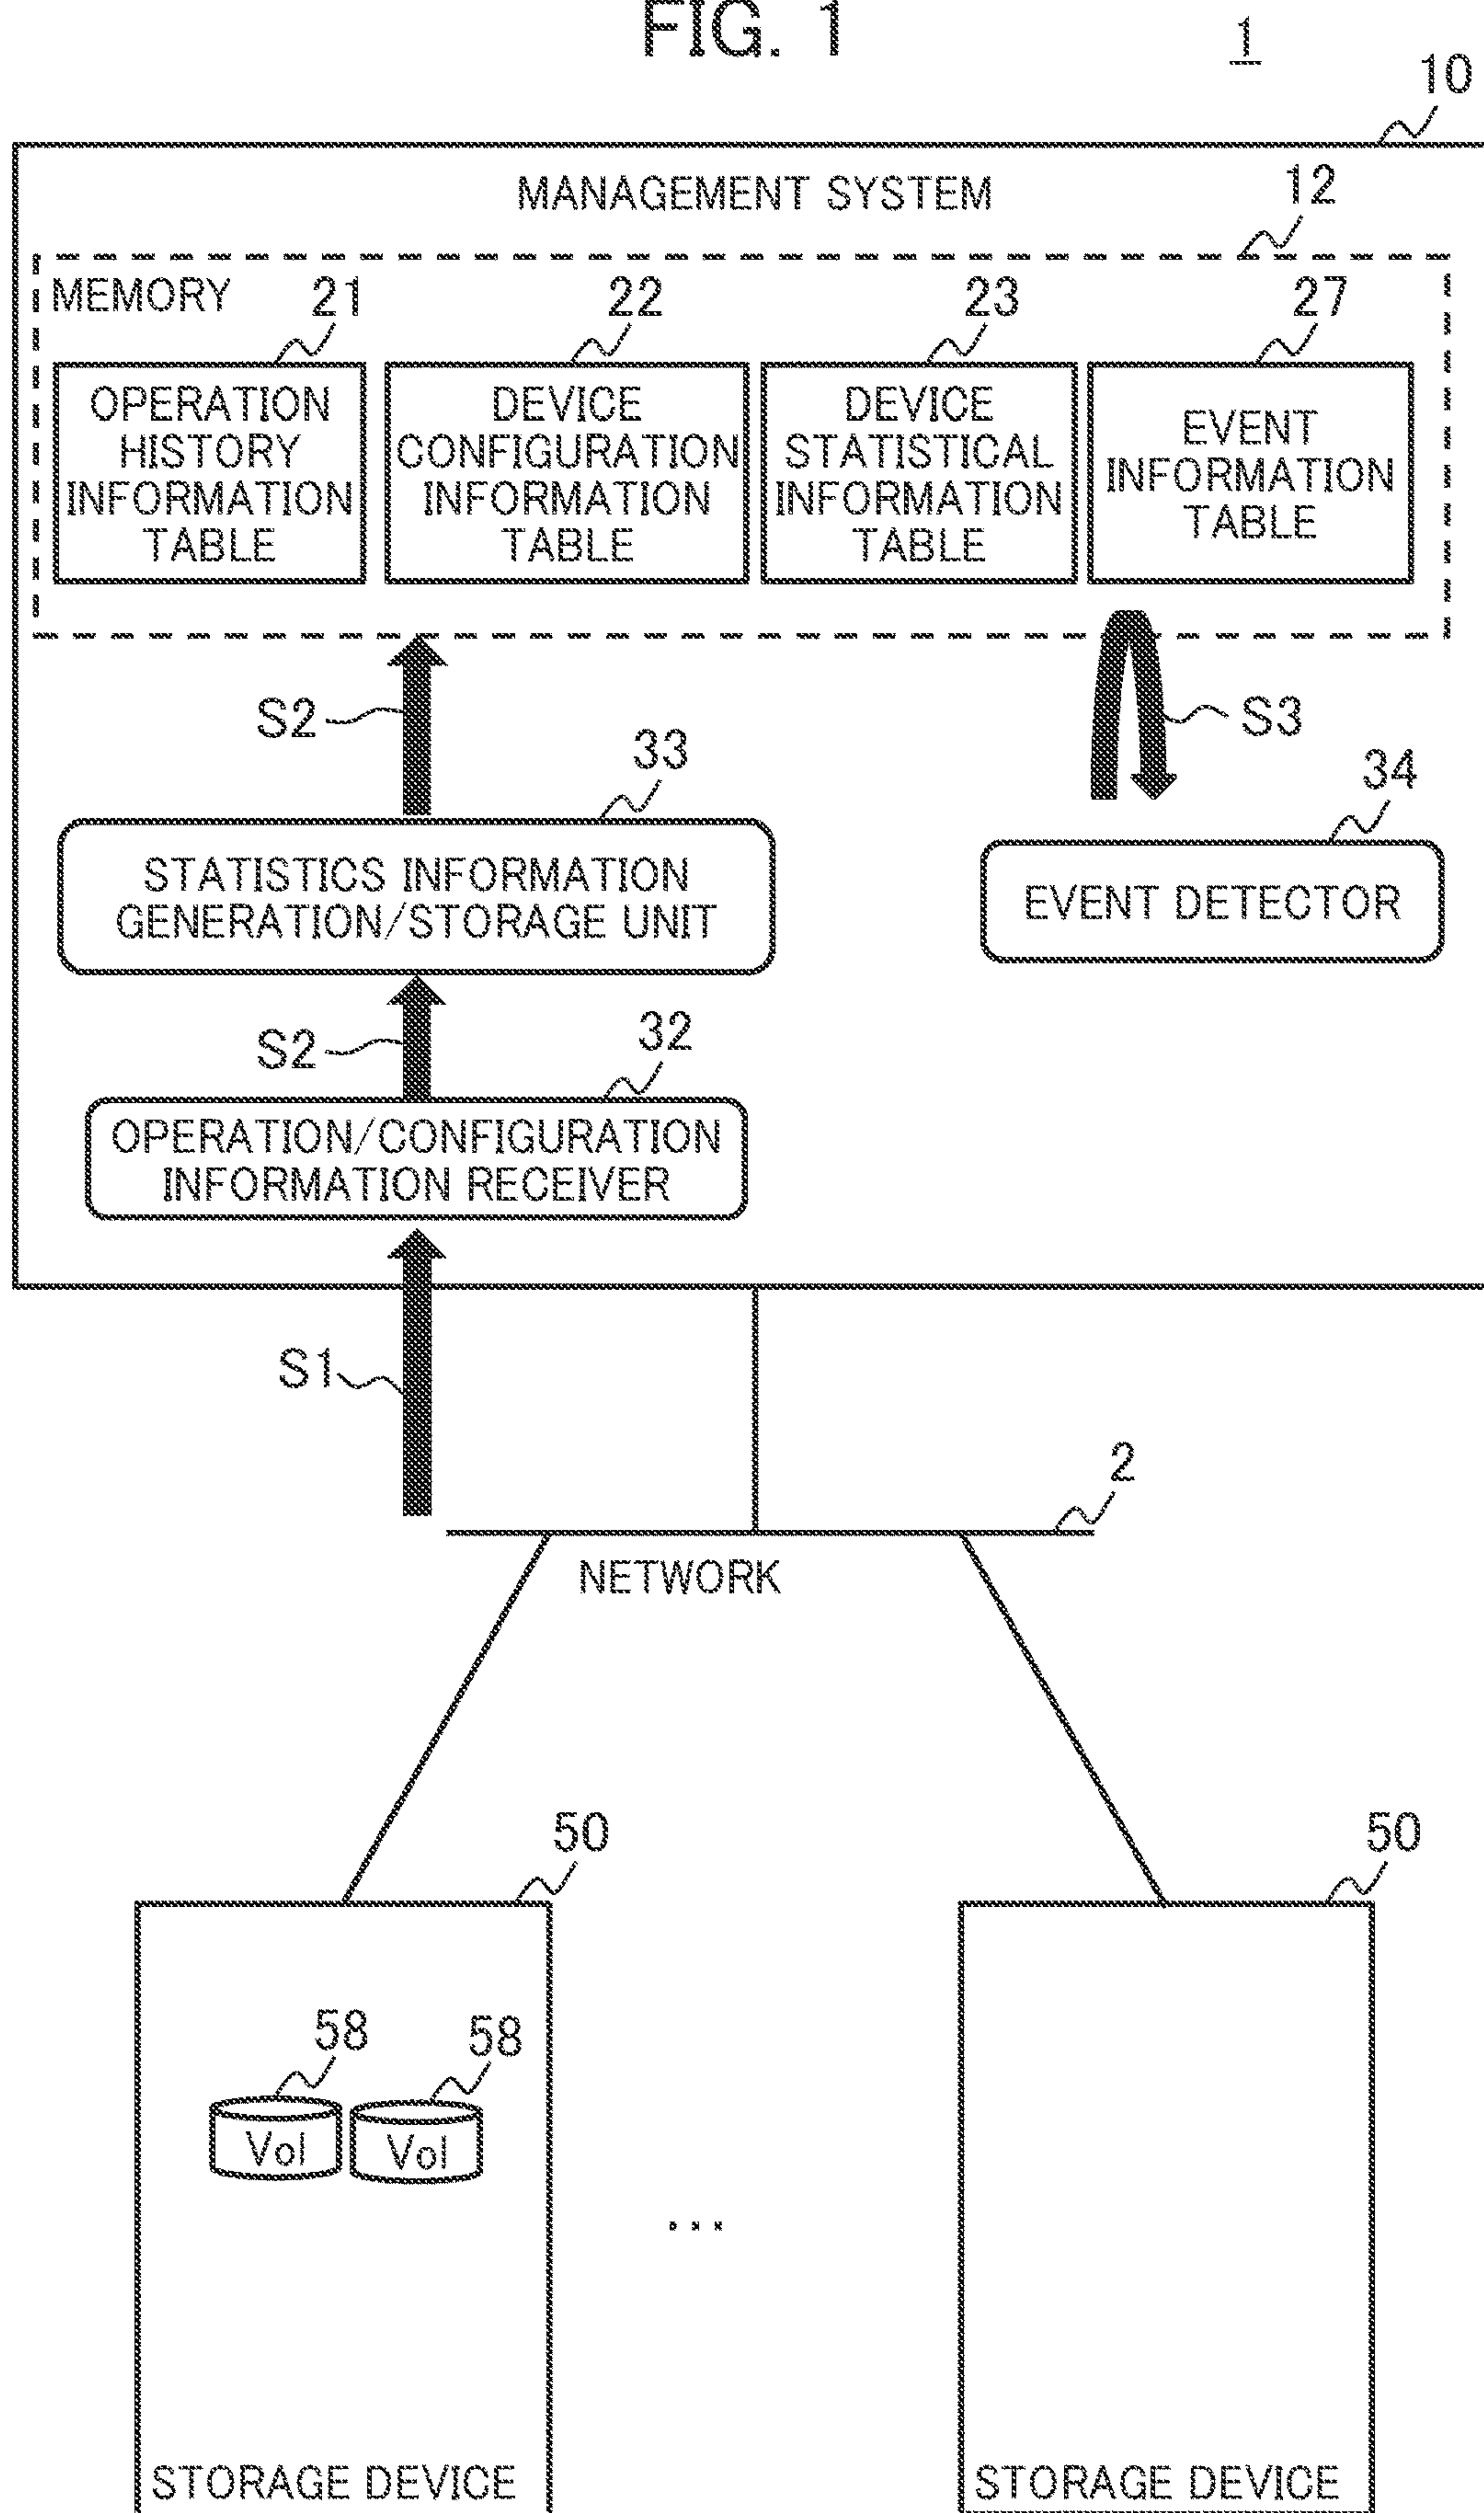 FIG. 1
1
10
MANAGEMENT SYSTEM
12
MEMORY
21
22
23
27
OPERATION
HISTORY
INFORMATION
TABLE
DEVICE
CONFIGURATION
INFORMATION
TABLE
DEVICE
STATISTICAL
INFORMATION
TABLE
EVENT
INFORMATION
TABLE
S2
S3
33
34
STATISTICS INFORMATION
GENERATION/STORAGE UNIT
EVENT DETECTOR
S2
32
OPERATION/CONFIGURATION
INFORMATION RECEIVER
S1
2
NETWORK
50
50
58
58
Vol
Vol
...
STORAGE DEVICE
STORAGE DEVICE